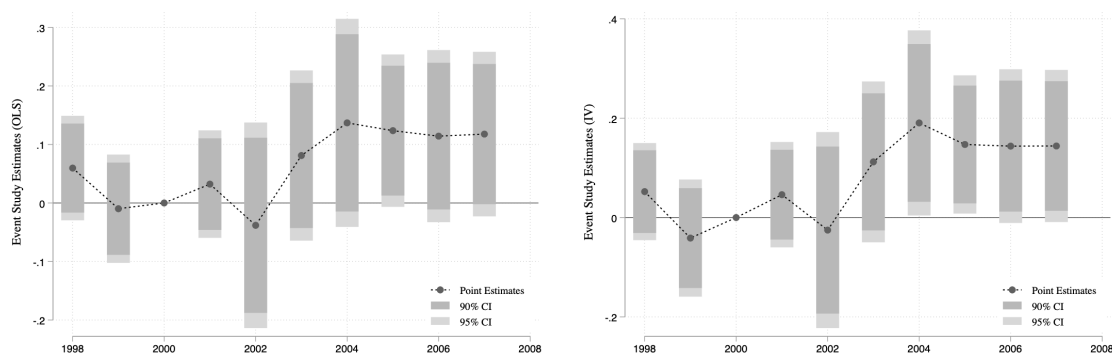 Event Study Estimates (OLS)
.3
.2
.1
0
-.1
-.2
1998
2000
2002
2004
2006
2008
Point Estimates
90% CI
95% CI
Event Study Estimates (IV)
.4
.2
0
-.2
1998
2000
2002
2004
2006
2008
Point Estimates
90% CI
95% CI